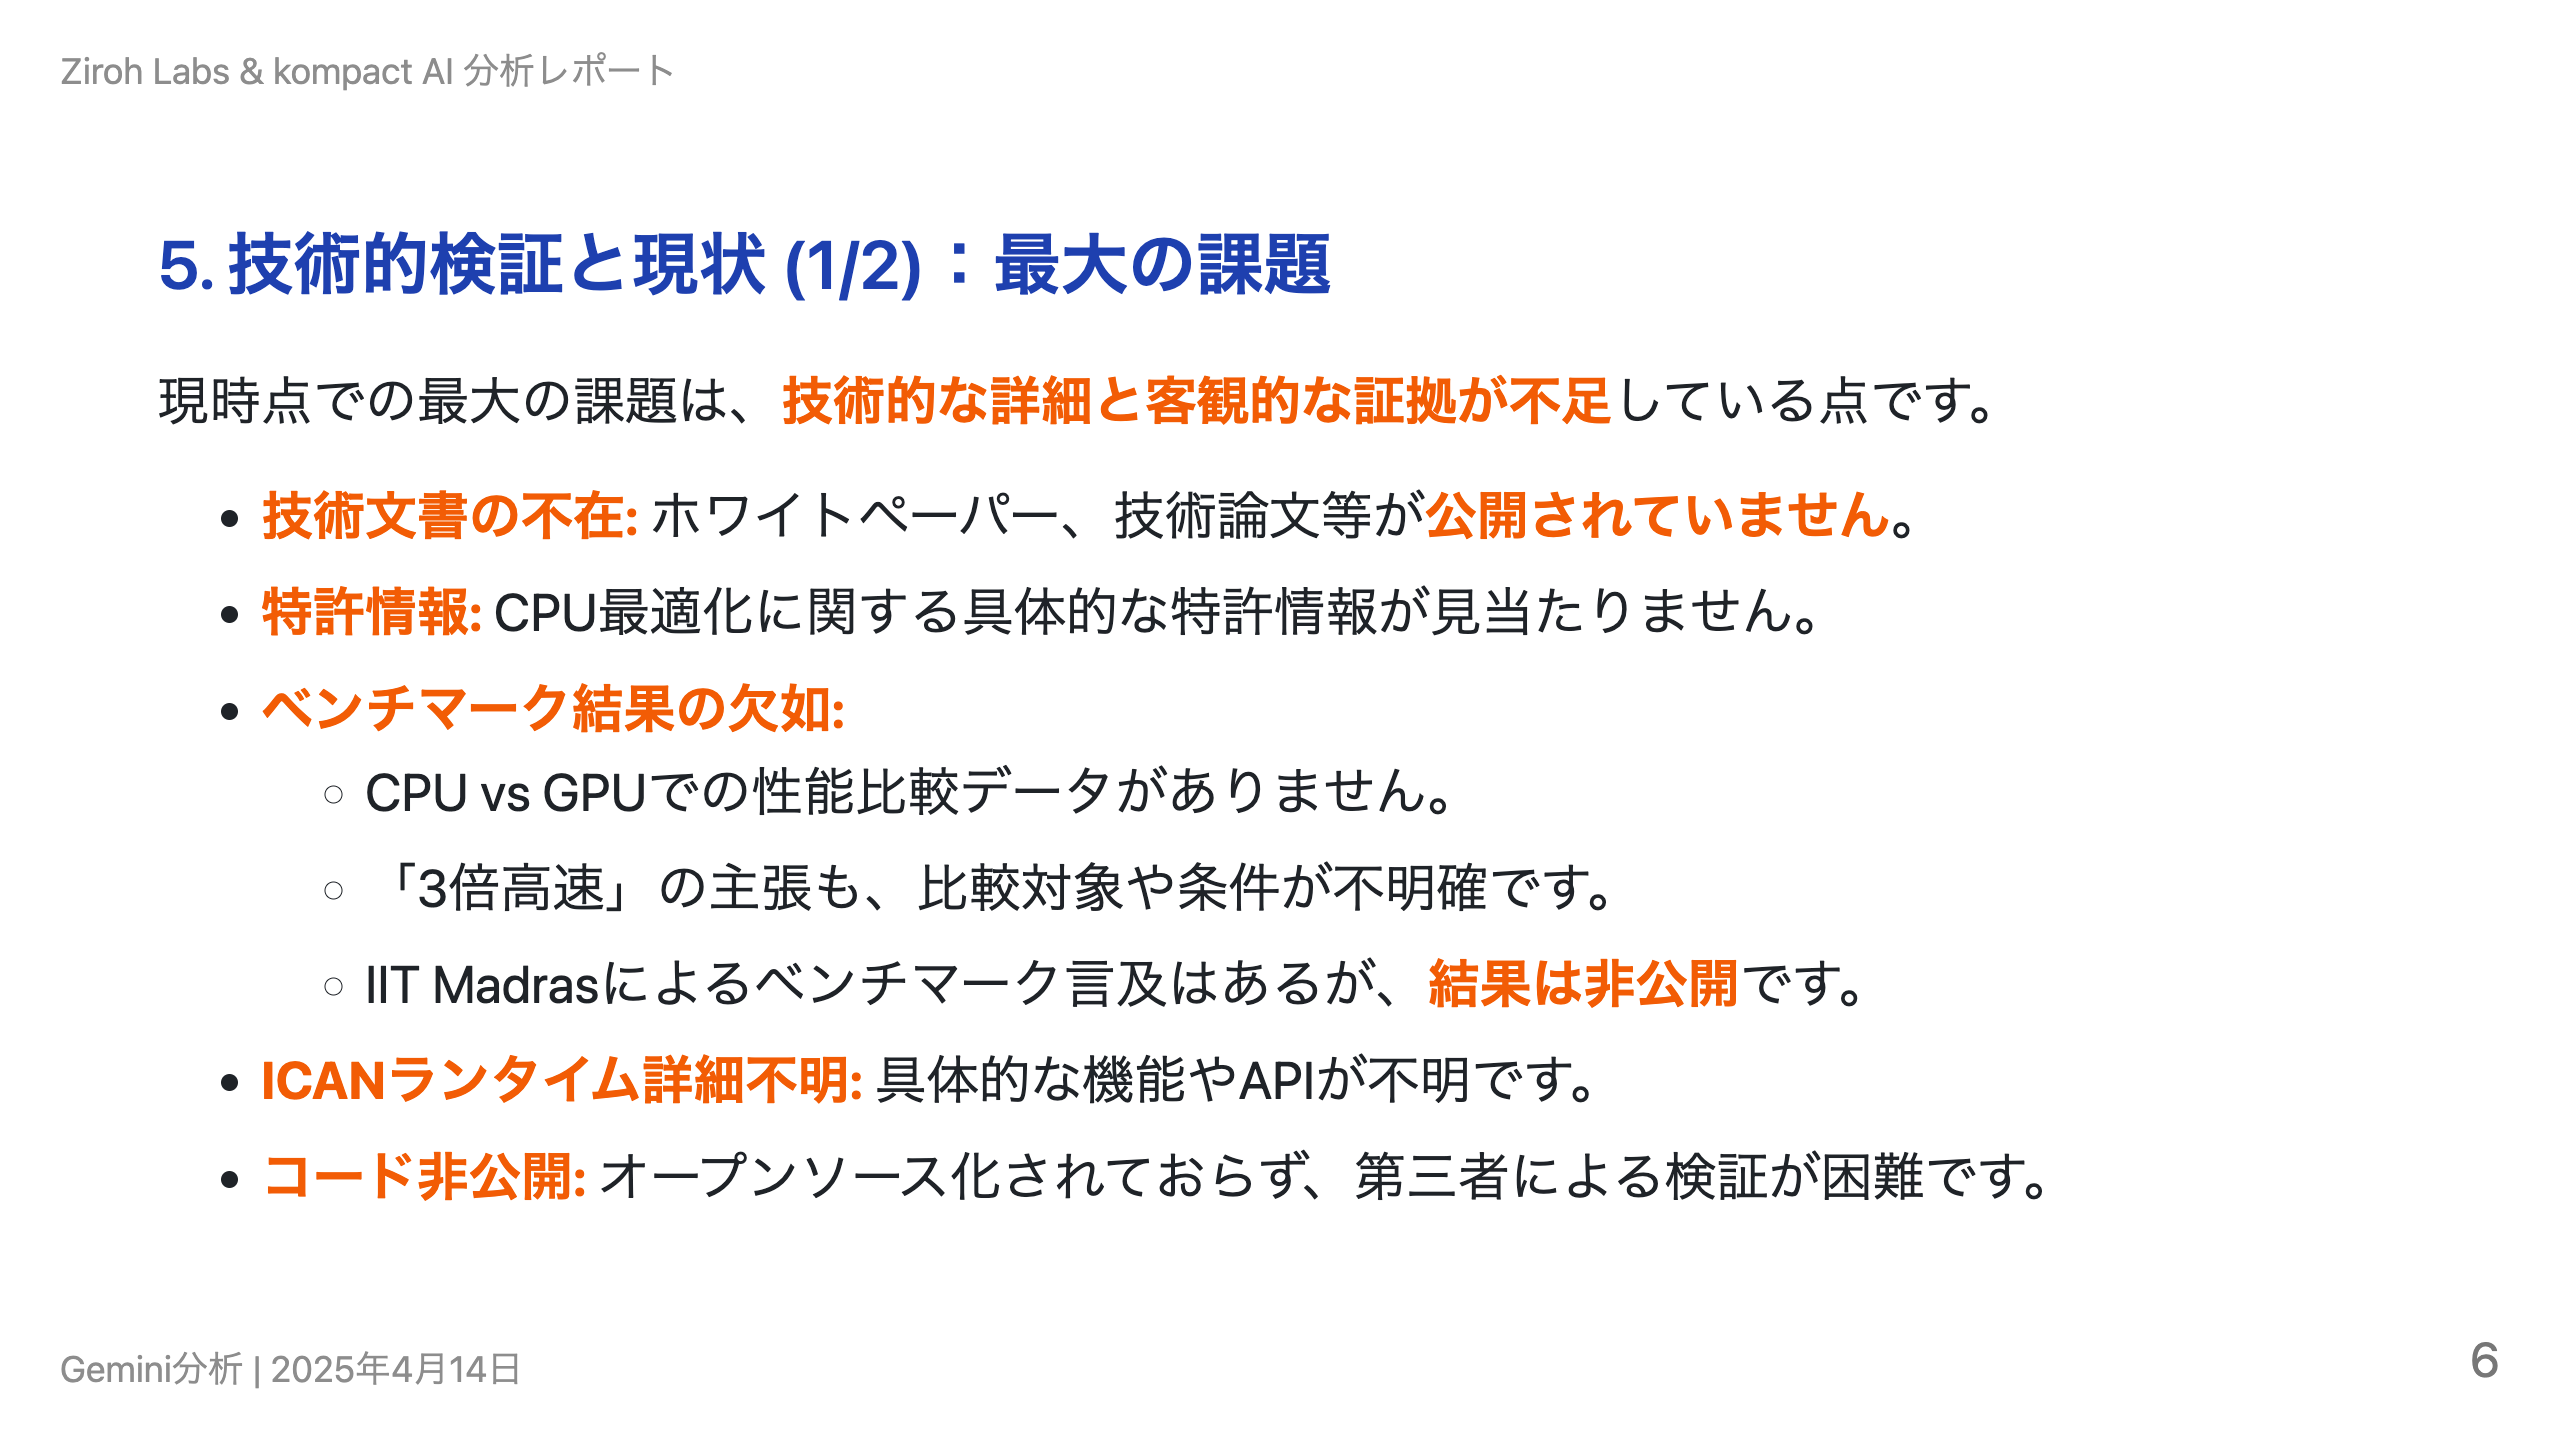 Ziroh Labs & kompact AI 分析レポート
5. 技術的検証と現状 (1/2)：最大の課題
現時点での最大の課題は、技術的な詳細と客観的な証拠が不足している点です。
• 技術文書の不在: ホワイトペーパー、技術論文等が公開されていません。
• 特許情報: CPU最適化に関する具体的な特許情報が見当たりません。
• ベンチマーク結果の欠如:
○ CPU vs GPUでの性能比較データがありません。
○ 「3倍高速」の主張も、比較対象や条件が不明確です。
○ IIT Madrasによるベンチマーク言及はあるが、結果は非公開です。
• ICANランタイム詳細不明: 具体的な機能やAPIが不明です。
• コード非公開: オープンソース化されておらず、第三者による検証が困難です。
Gemini分析 | 2025年4月14日
6